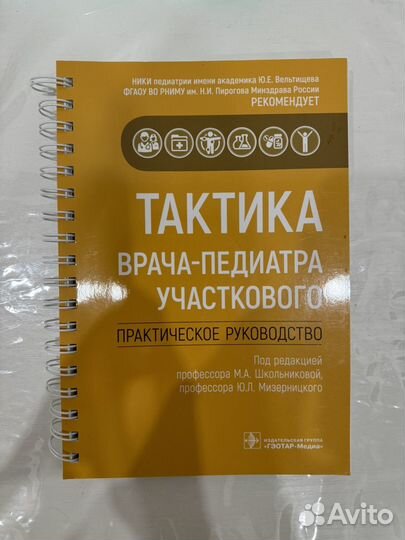 НИКИ педиатрии имени академика Ю.Е. Вельтищева
ФГАОУ ВО РНИМУ им. Н.И. Пирогова Минздрава России
РЕКОМЕНДУЕТ
ТАКТИКА
ВРАЧА-ПЕДИАТРА
УЧАСТКОВОГО
ПРАКТИЧЕСКОЕ РУКОВОДСТВО
Под редакцией
профессора М.А. Школьниковой,
профессора Ю.Л. Мизерницкого
ИЗДАТЕЛЬСКАЯ ГРУППА
«ГЭОТАР-Медиа»
Avito